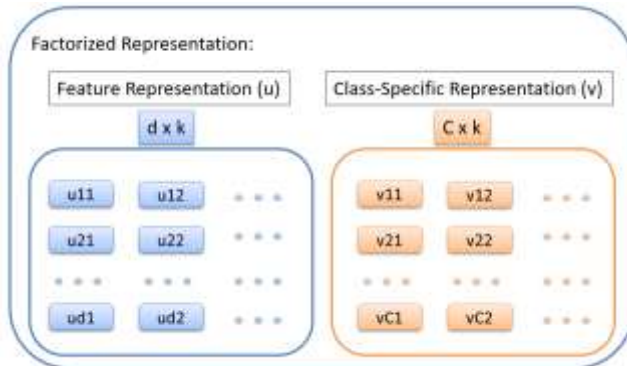 Factorized Representation:
Feature Representation (u) Class-Specific Representation (v)
d x k C x k
u11 u12 v11 v12
u21 u22 v21 v22
ud1 ud2 vC1 vC2